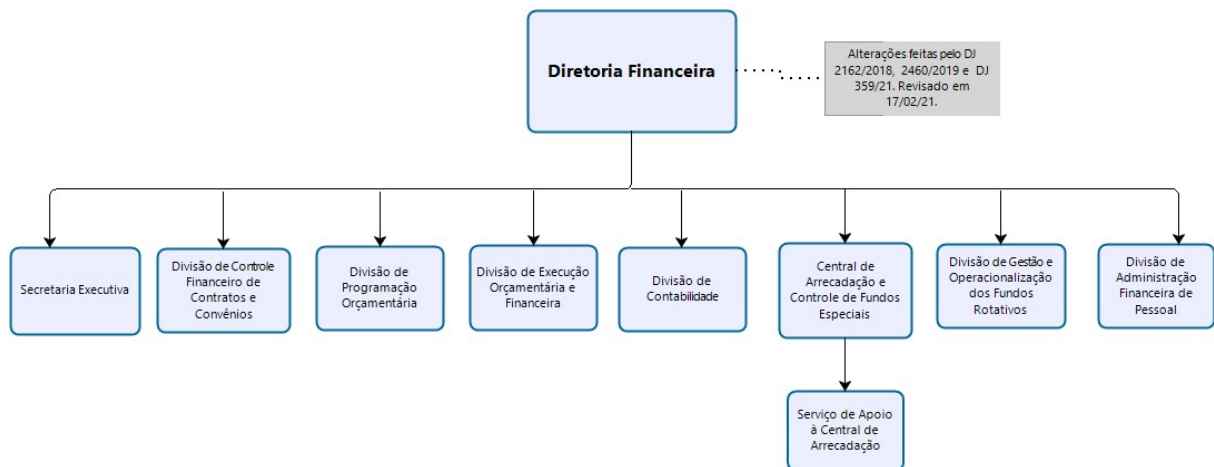 Diretoria Financeira
Alterações feitas pelo DJ
2162/2018, 2460/2019 e DJ
359/21. Revisado em
17/02/21.
Secretaria Executiva
Divisão de Controle
Financeiro de
Contratos e
Convênios
Divisão de
Programação
Orçamentária
Divisão de Execução
Orçamentária e
Financeira
Divisão de
Contabilidade
Central de
Arrecadação e
Controle de Fundos
Especiais
Divisão de Gestão e
Operacionalização
dos Fundos
Rotativos
Divisão de
Administração
Financeira de
Pessoal
Serviço de Apoio
à Central de
Arrecadação